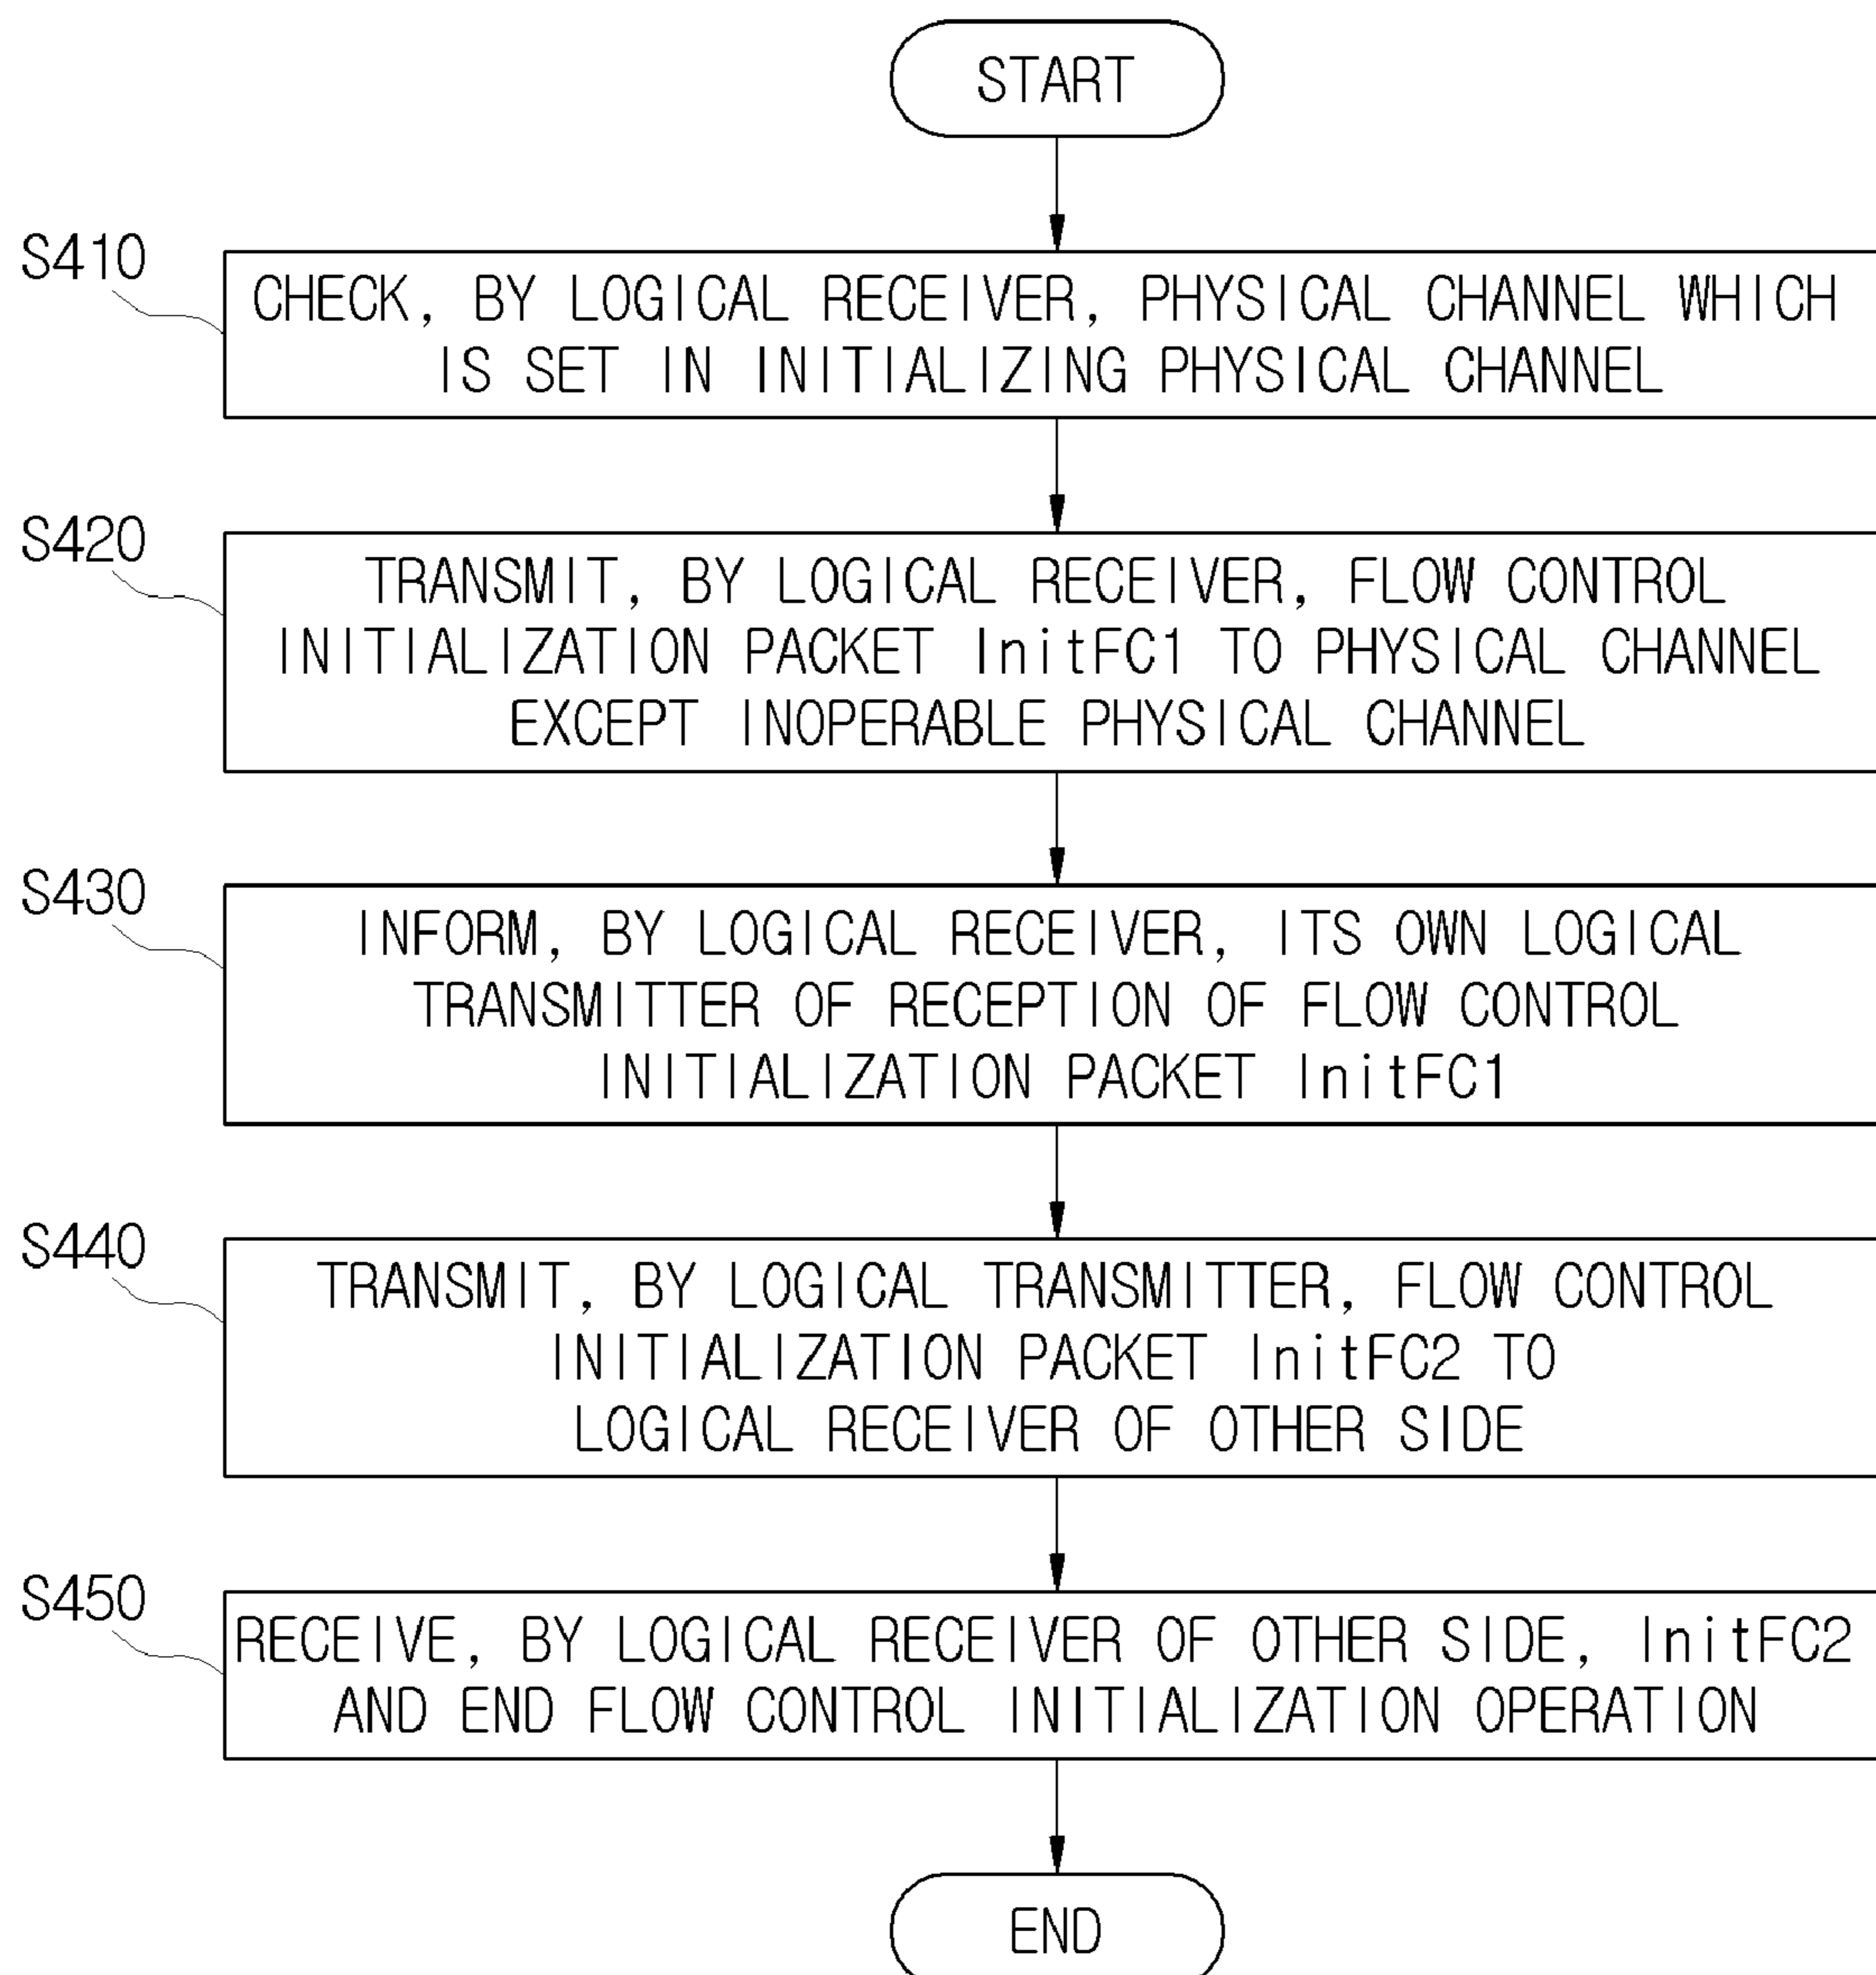 START
S410
CHECK, BY LOGICAL RECEIVER, PHYSICAL CHANNEL WHICH
IS SET IN INITIALIZING PHYSICAL CHANNEL
S420
TRANSMIT, BY LOGICAL RECEIVER, FLOW CONTROL
INITIALIZATION PACKET InitFC1 TO PHYSICAL CHANNEL
EXCEPT INOPERABLE PHYSICAL CHANNEL
S430
INFORM, BY LOGICAL RECEIVER, ITS OWN LOGICAL
TRANSMITTER OF RECEPTION OF FLOW CONTROL
INITIALIZATION PACKET InitFC1
S440
TRANSMIT, BY LOGICAL TRANSMITTER, FLOW CONTROL
INITIALIZATION PACKET InitFC2 TO
LOGICAL RECEIVER OF OTHER SIDE
S450
RECEIVE, BY LOGICAL RECEIVER OF OTHER SIDE, InitFC2
AND END FLOW CONTROL INITIALIZATION OPERATION
END